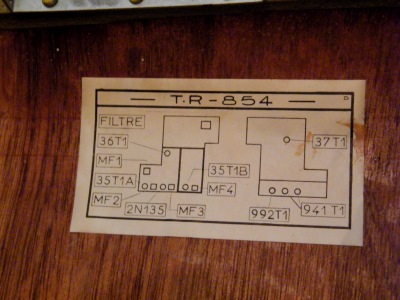 T.R-854
FILTRE
36T1
37T1
MF1
35T1A
35T1B
MF2
MF4
2N135
MF3
992T1
941 T1